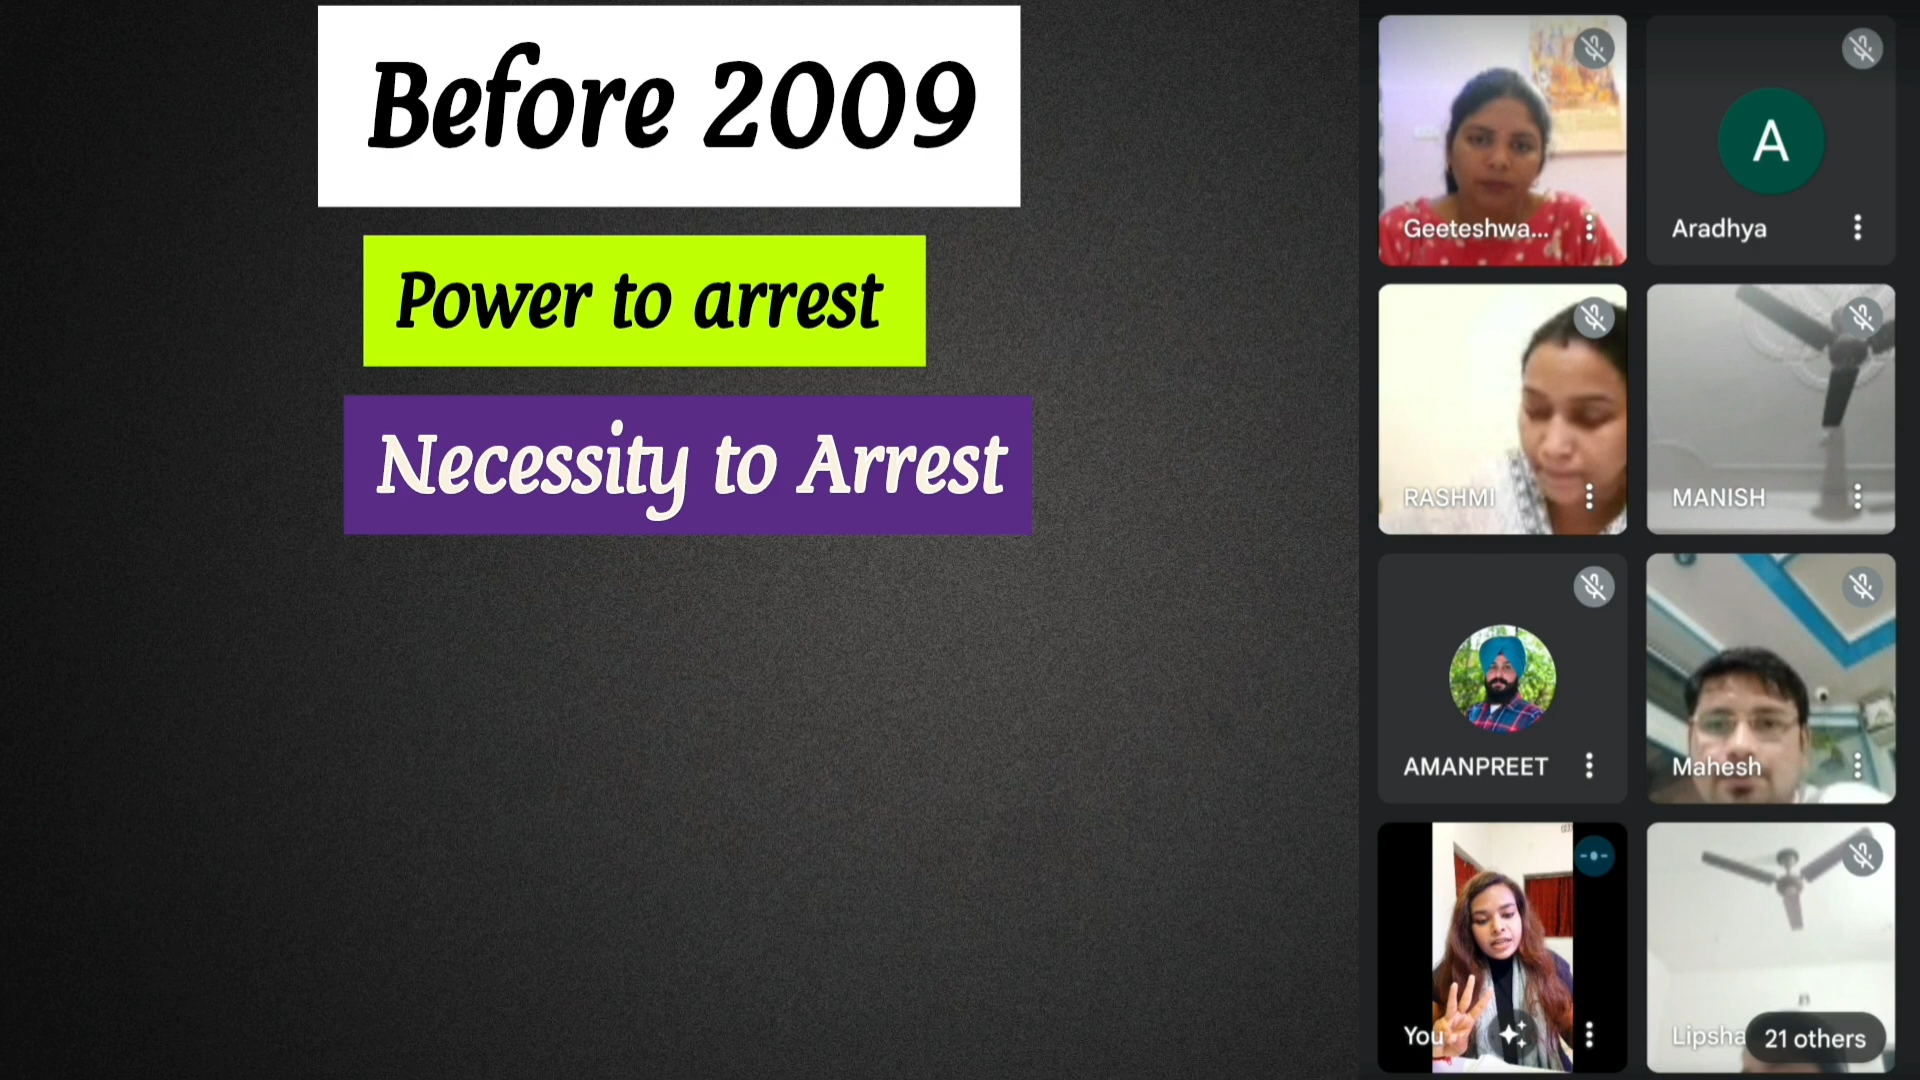 Before 2009
Power to arrest
Necessity to Arrest
Geeteshwa...
A
Aradhya
RASHMI
MANISH
AMANPREET
Mahesh
You
Lipsha
21 others